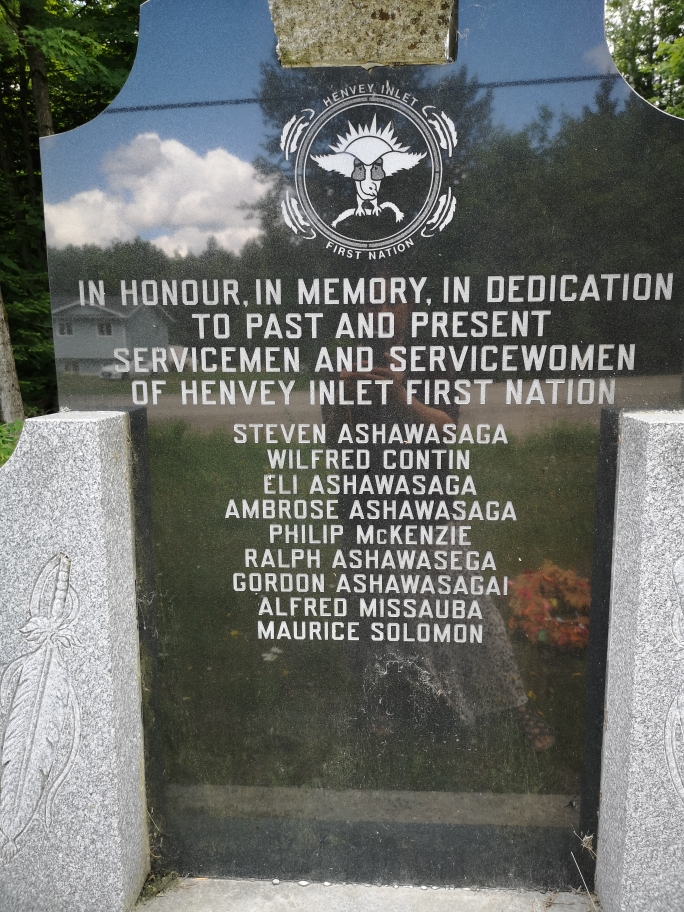 HENVEY INLET
FIRST NATION
IN HONOUR, IN MEMORY, IN DEDICATION
TO PAST AND PRESENT
SERVICEMEN AND SERVICEWOMEN
OF HENVEY INLET FIRST NATION
STEVEN ASHAWASAGA
WILFRED CONTIN
ELI ASHAWASAGA
AMBROSE ASHAWASAGA
PHILIP McKENZIE
RALPH ASHAWASEGA
GORDON ASHAWASAGAI
ALFRED MISSAUBA
MAURICE SOLOMON